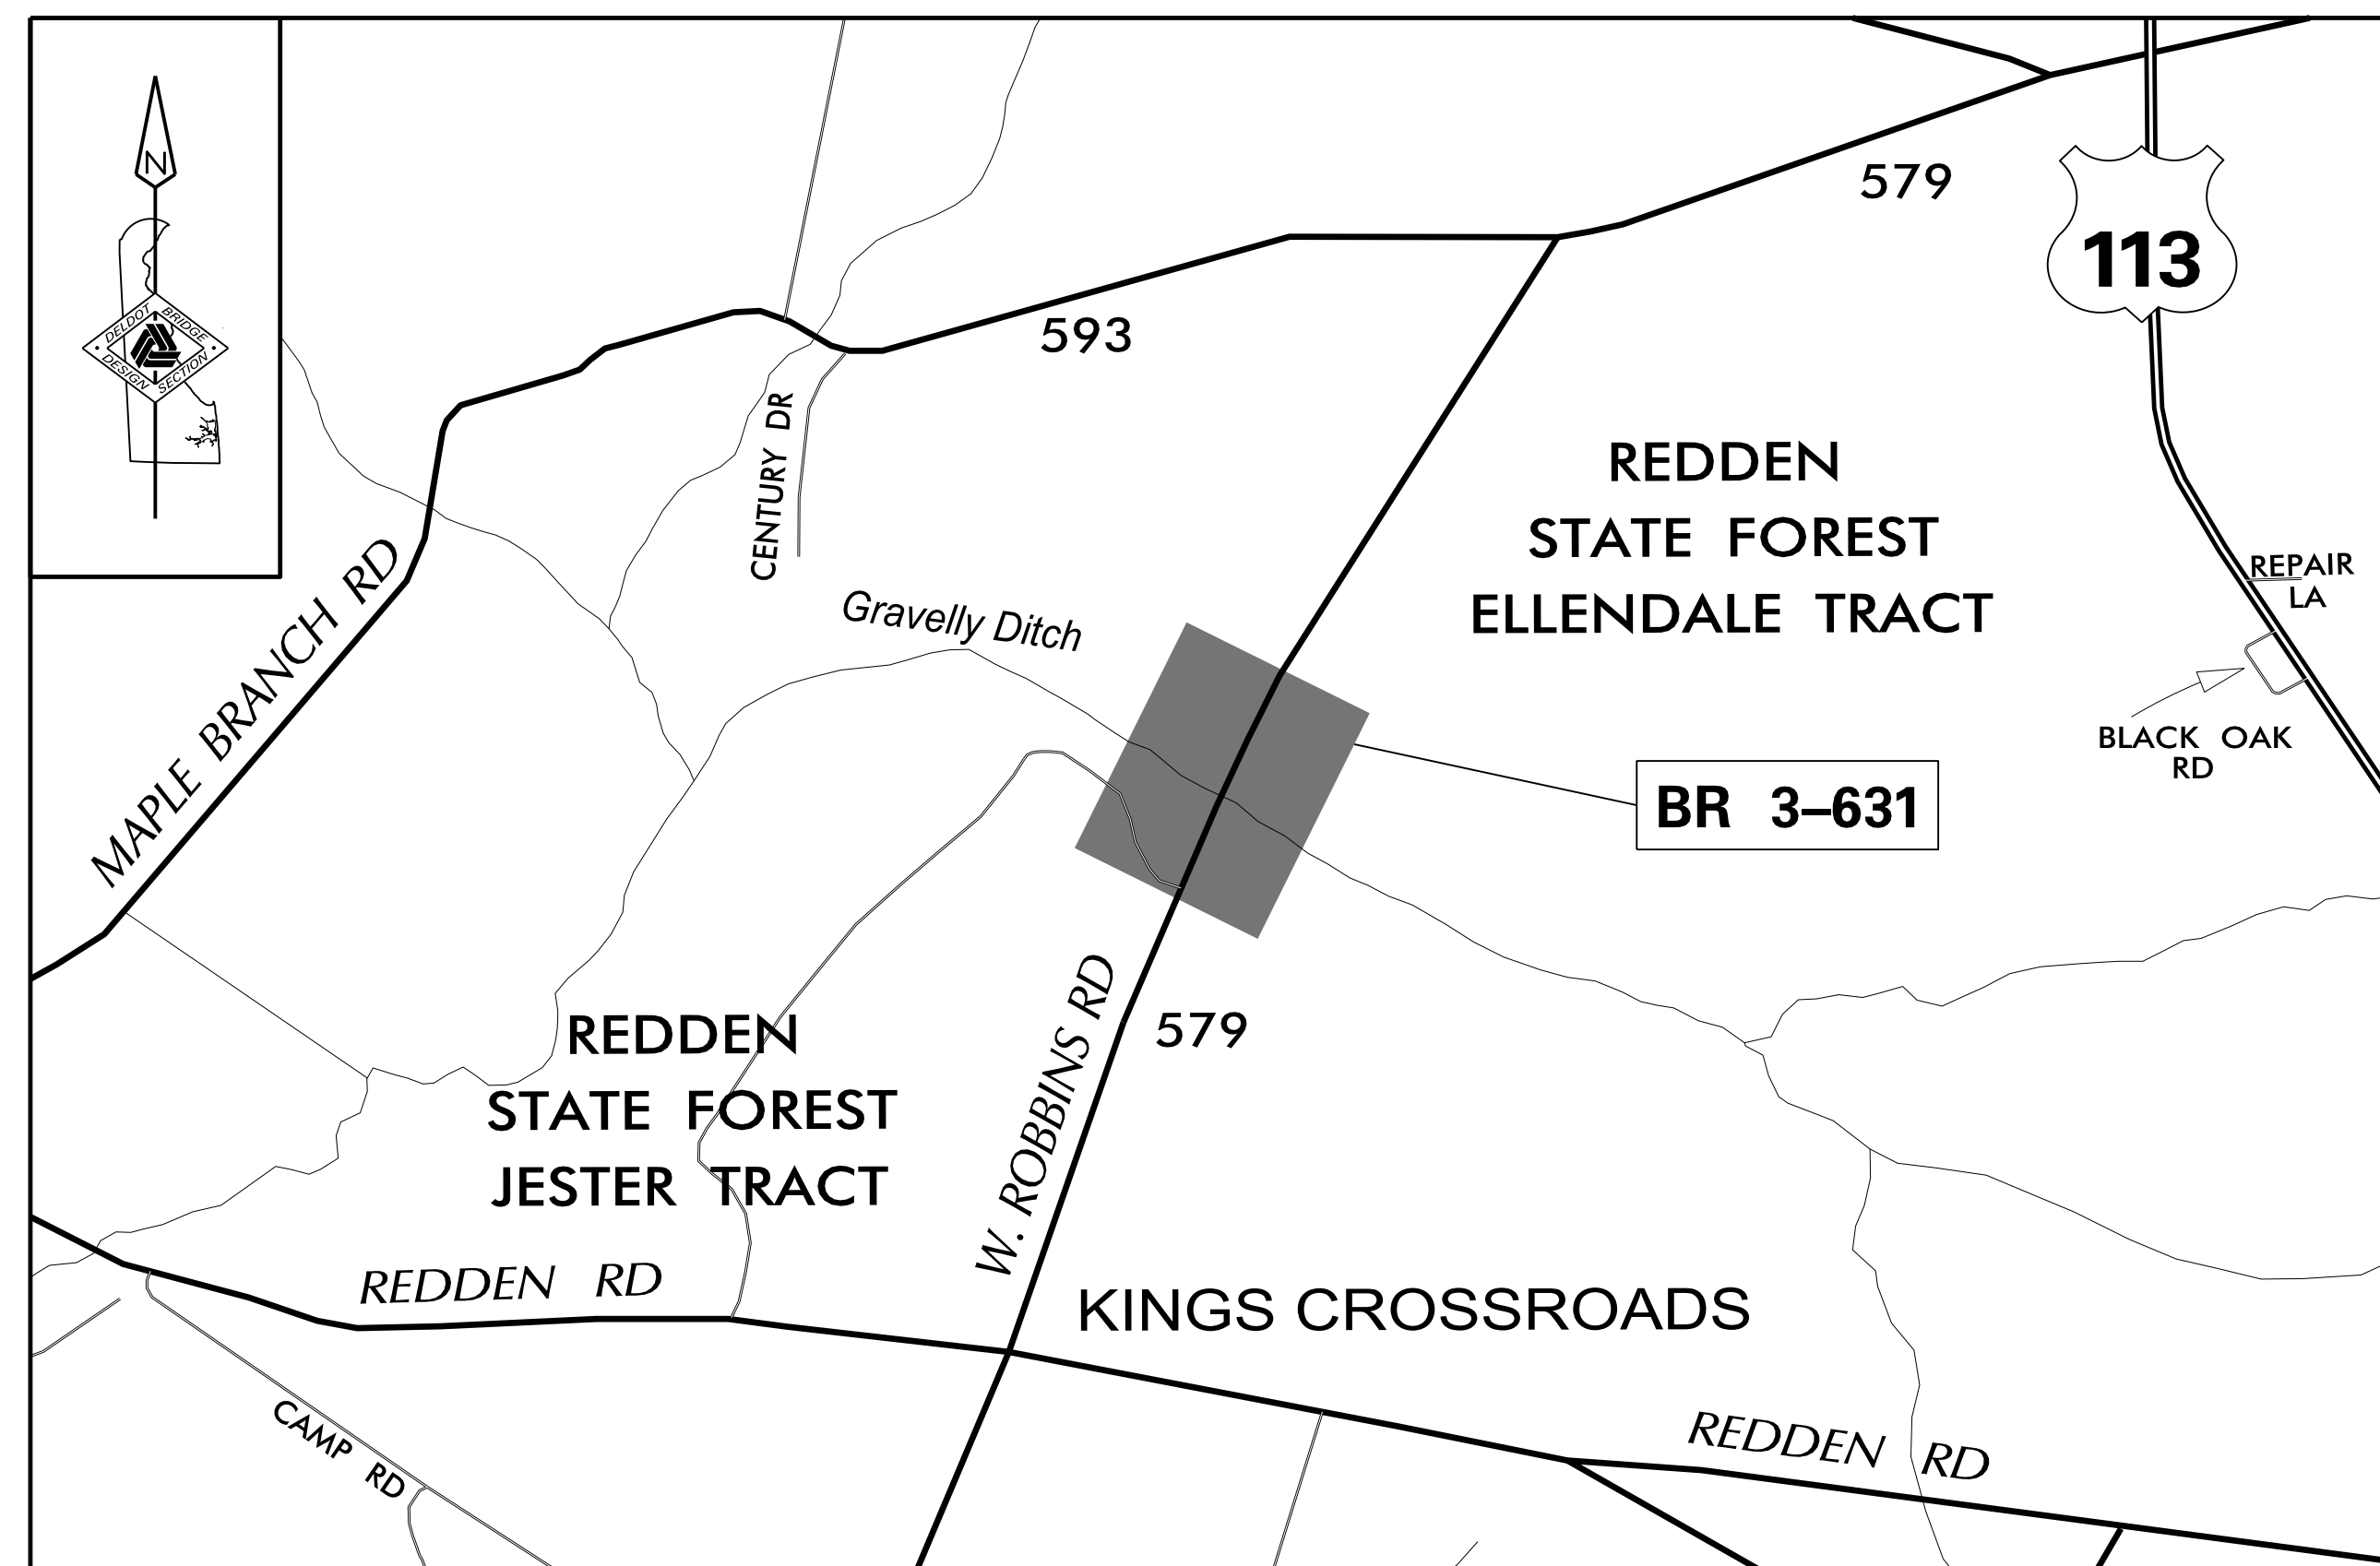 N
DELDOT
BRIDGE
DESIGN
SECTION
579
113
593
CENTURY DR
REDDEN
STATE FOREST
ELLENDALE TRACT
REPAIR
LA
MAPLE BRANCH RD
Gravelly Ditch
BLACK OAK
RD
BR 3–631
W. ROBBINS RD
579
REDDEN
STATE FOREST
JESTER TRACT
REDDEN RD
KINGS CROSSROADS
CAMP RD
REDDEN RD